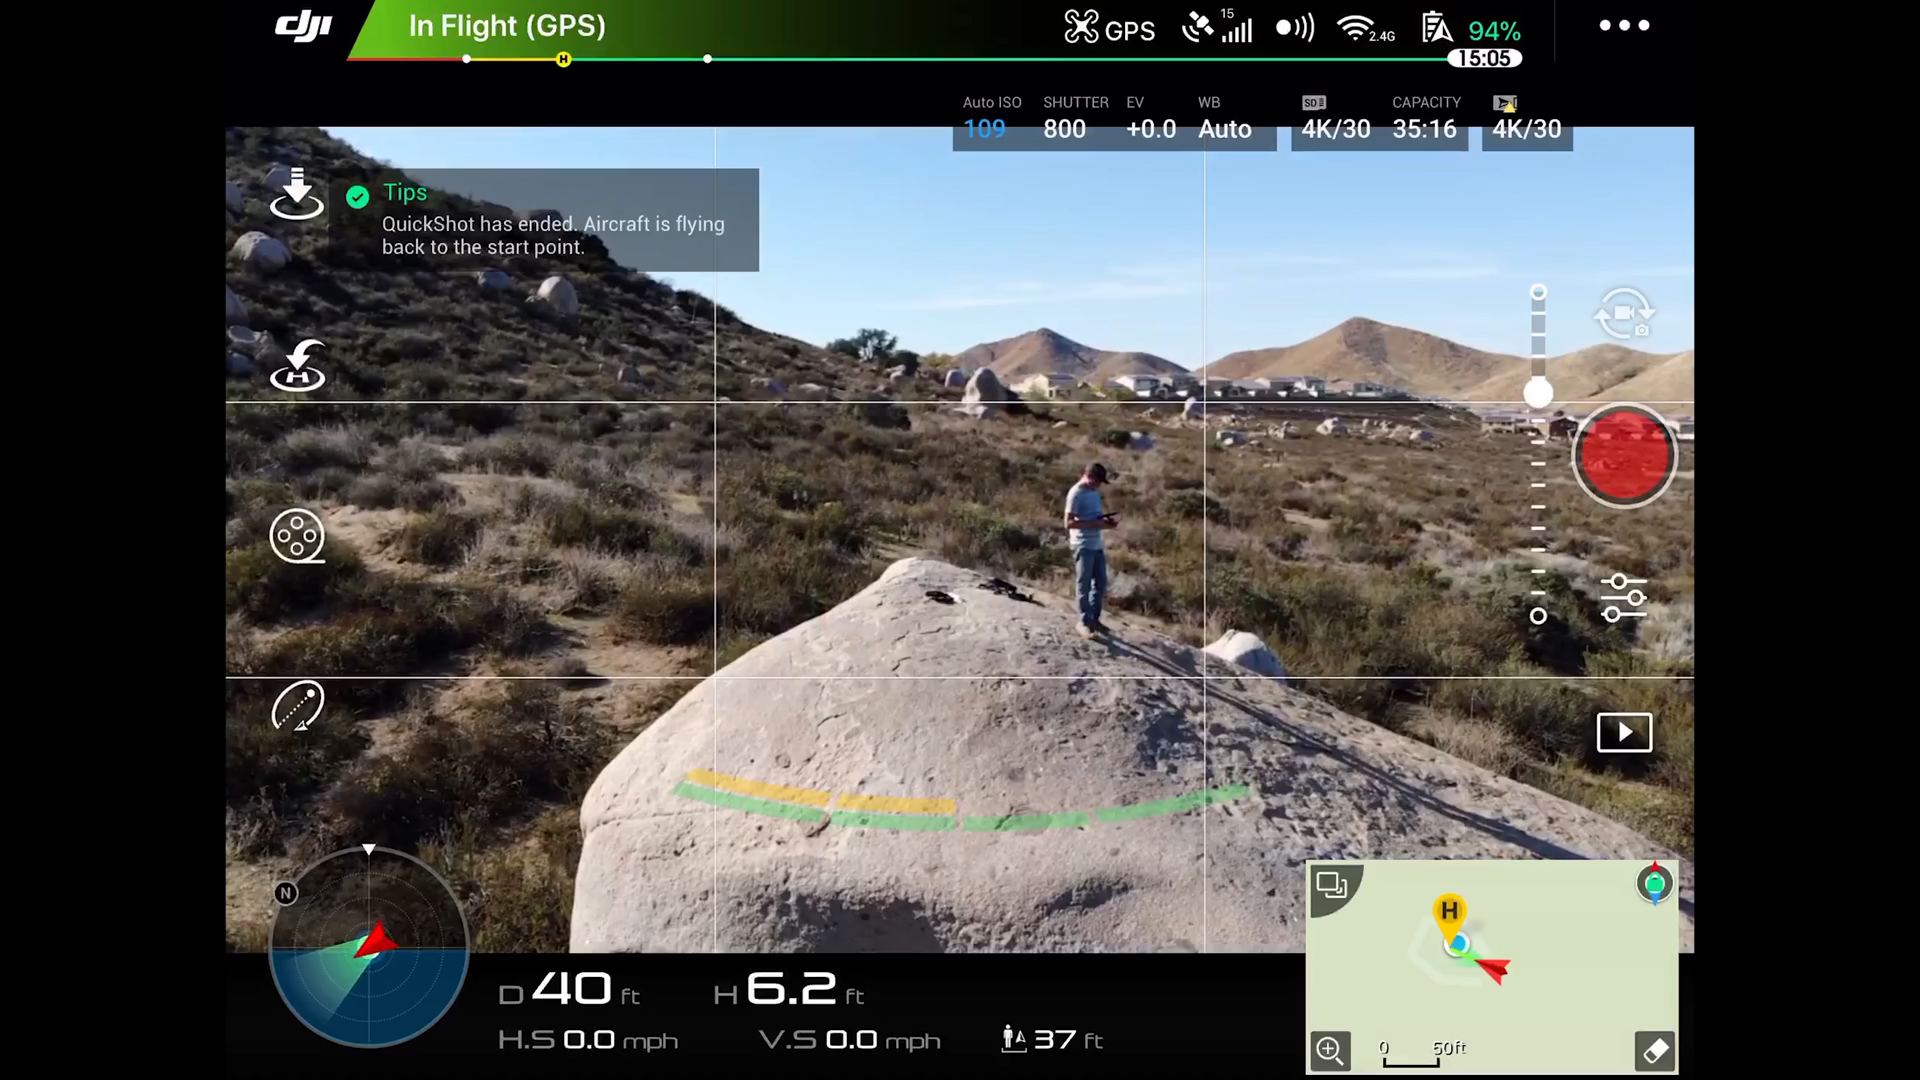 dji In Flight (GPS) GPS 15 2.4G 94%
15:05
Auto ISO SHUTTER EV WB SD CAPACITY
109 800 +0.0 Auto 4K/30 35:16 4K/30
Tips
QuickShot has ended. Aircraft is flying
back to the start point.
H
H
N
H
D 40 ft H 6.2 ft
H.S 0.0 mph V.S 0.0 mph 37 ft
0 50ft